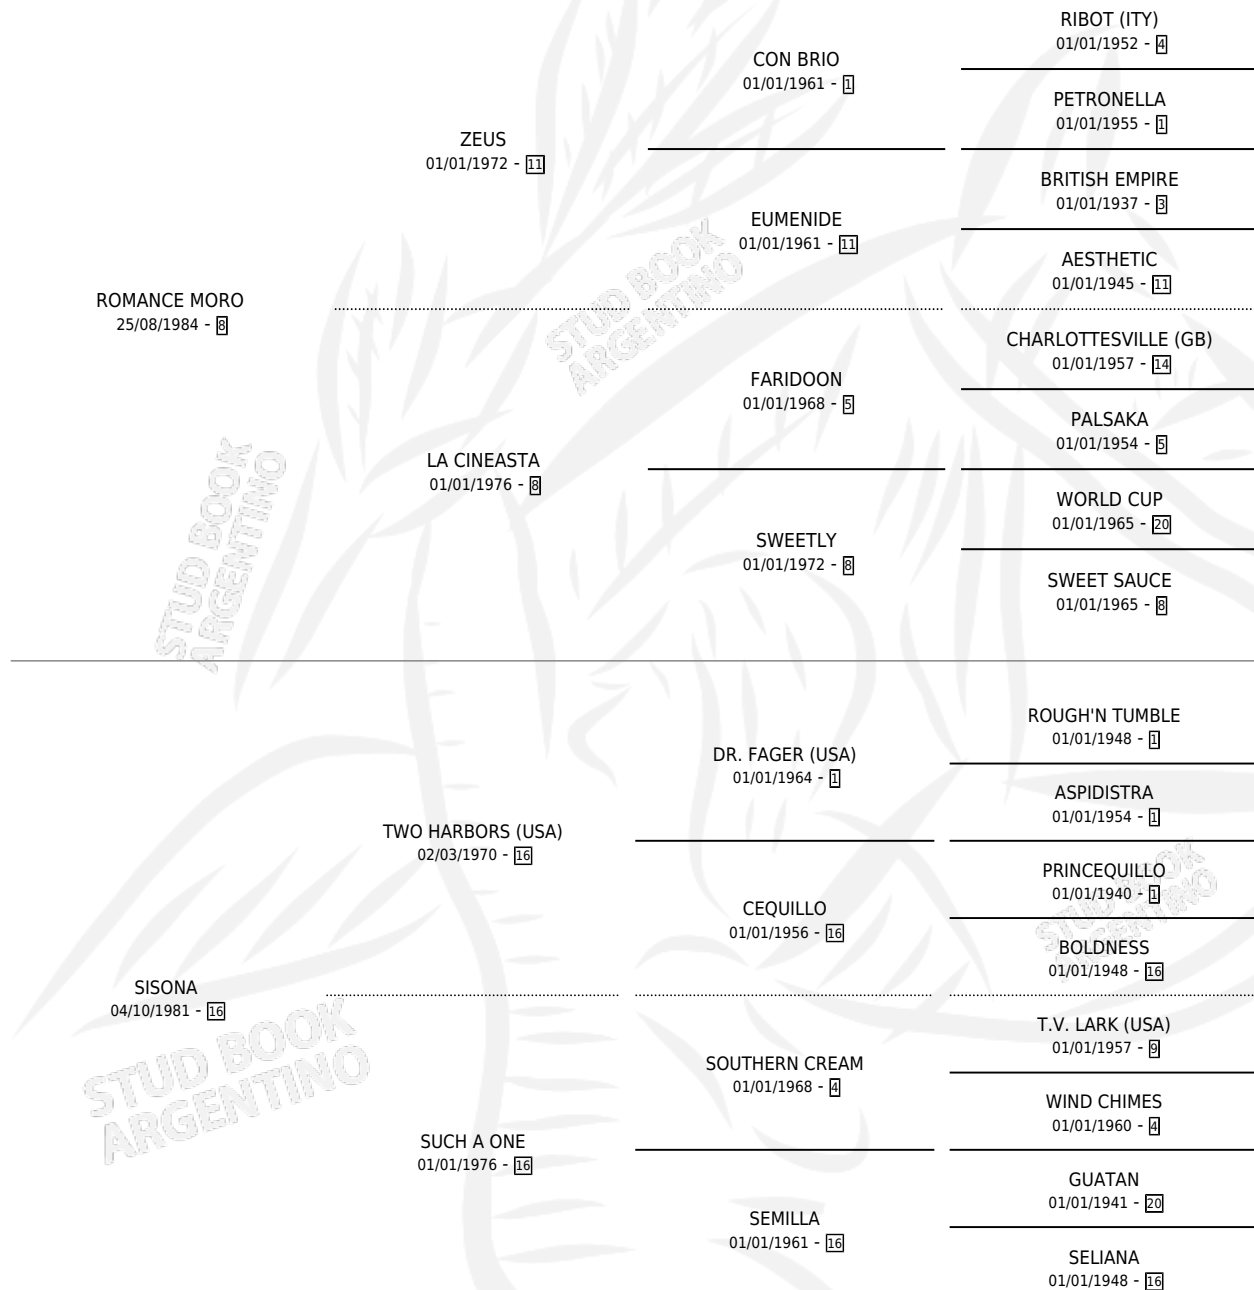 RIBOT (ITY)
01/01/1952 - 4
CON BRIO
01/01/1961 - 1
PETRONELLA
01/01/1955 - 1
ZEUS
01/01/1972 - 11
BRITISH EMPIRE
01/01/1937 - 3
EUMENIDE
01/01/1961 - 11
AESTHETIC
01/01/1945 - 11
ROMANCE MORO
25/08/1984 - 8
CHARLOTTESVILLE (GB)
01/01/1957 - 14
FARIDOON
01/01/1968 - 5
PALSAKA
01/01/1954 - 5
LA CINEASTA
01/01/1976 - 8
WORLD CUP
01/01/1965 - 20
SWEETLY
01/01/1972 - 8
SWEET SAUCE
01/01/1965 - 8
ROUGH'N TUMBLE
01/01/1948 - 1
DR. FAGER (USA)
01/01/1964 - 1
ASPIDISTRA
01/01/1954 - 1
TWO HARBORS (USA)
02/03/1970 - 16
PRINCEQUILLO
01/01/1940 - 1
CEQUILLO
01/01/1956 - 16
BOLDNESS
01/01/1948 - 16
SISONA
04/10/1981 - 16
T.V. LARK (USA)
01/01/1957 - 9
SOUTHERN CREAM
01/01/1968 - 4
WIND CHIMES
01/01/1960 - 4
SUCH A ONE
01/01/1976 - 16
GUATAN
01/01/1941 - 20
SEMILLA
01/01/1961 - 16
SELIANA
01/01/1948 - 16
STUD BOOK
ARGENTINO
STUD BOOK
ARGENTINO
STUD BOOK
ARGENTINO
STUD BOOK
ARGENTINO